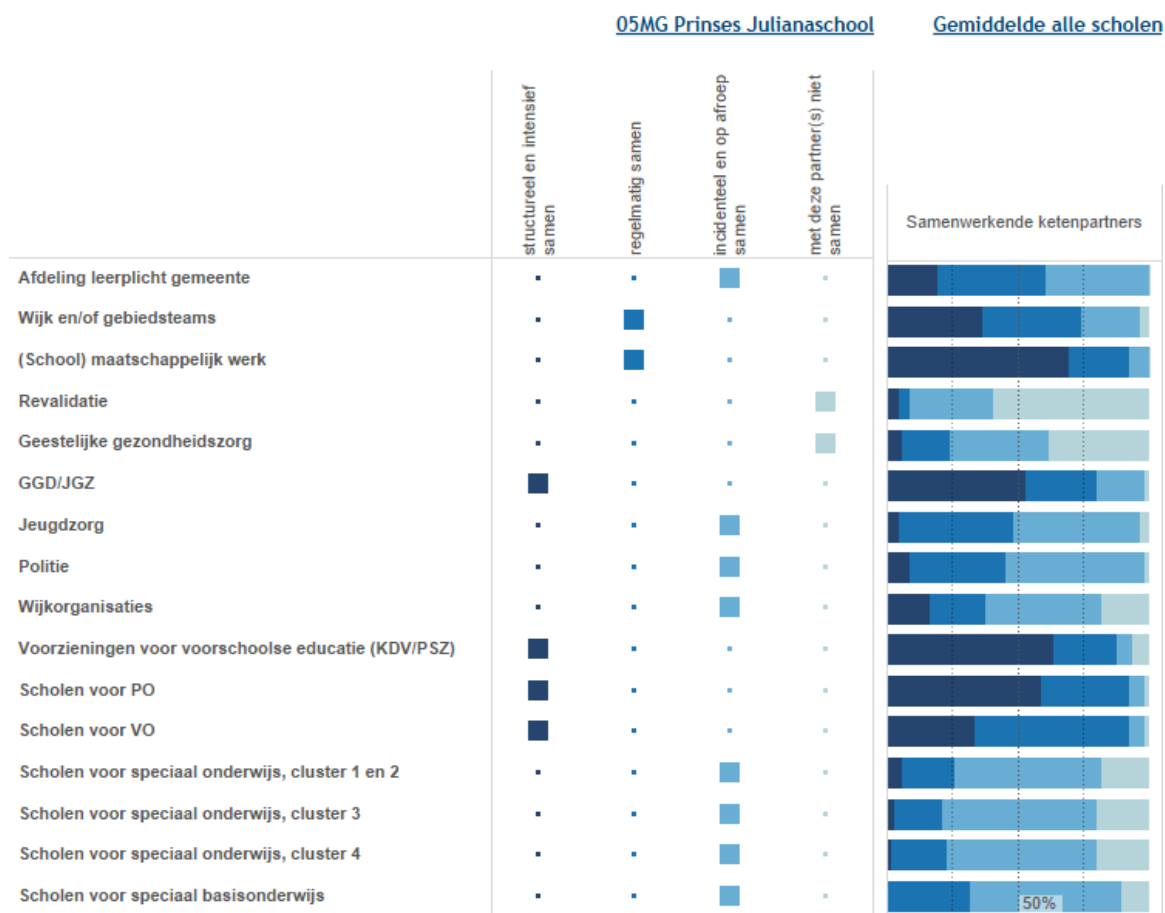 05MG Prinses Julianaschool
Gemiddelde alle scholen
structureel en intensief
samen
regelmatig samen
incidenteel en op afroep
samen
met deze partner(s) niet
samen
Samenwerkende ketenpartners
Afdeling leerplicht gemeente
Wijk en/of gebiedsteams
(School) maatschappelijk werk
Revalidatie
Geestelijke gezondheidszorg
GGD/JGZ
Jeugdzorg
Politie
Wijkorganisaties
Voorzieningen voor voorschoolse educatie (KDV/PSZ)
Scholen voor PO
Scholen voor VO
Scholen voor speciaal onderwijs, cluster 1 en 2
Scholen voor speciaal onderwijs, cluster 3
Scholen voor speciaal onderwijs, cluster 4
Scholen voor speciaal basisonderwijs
50%